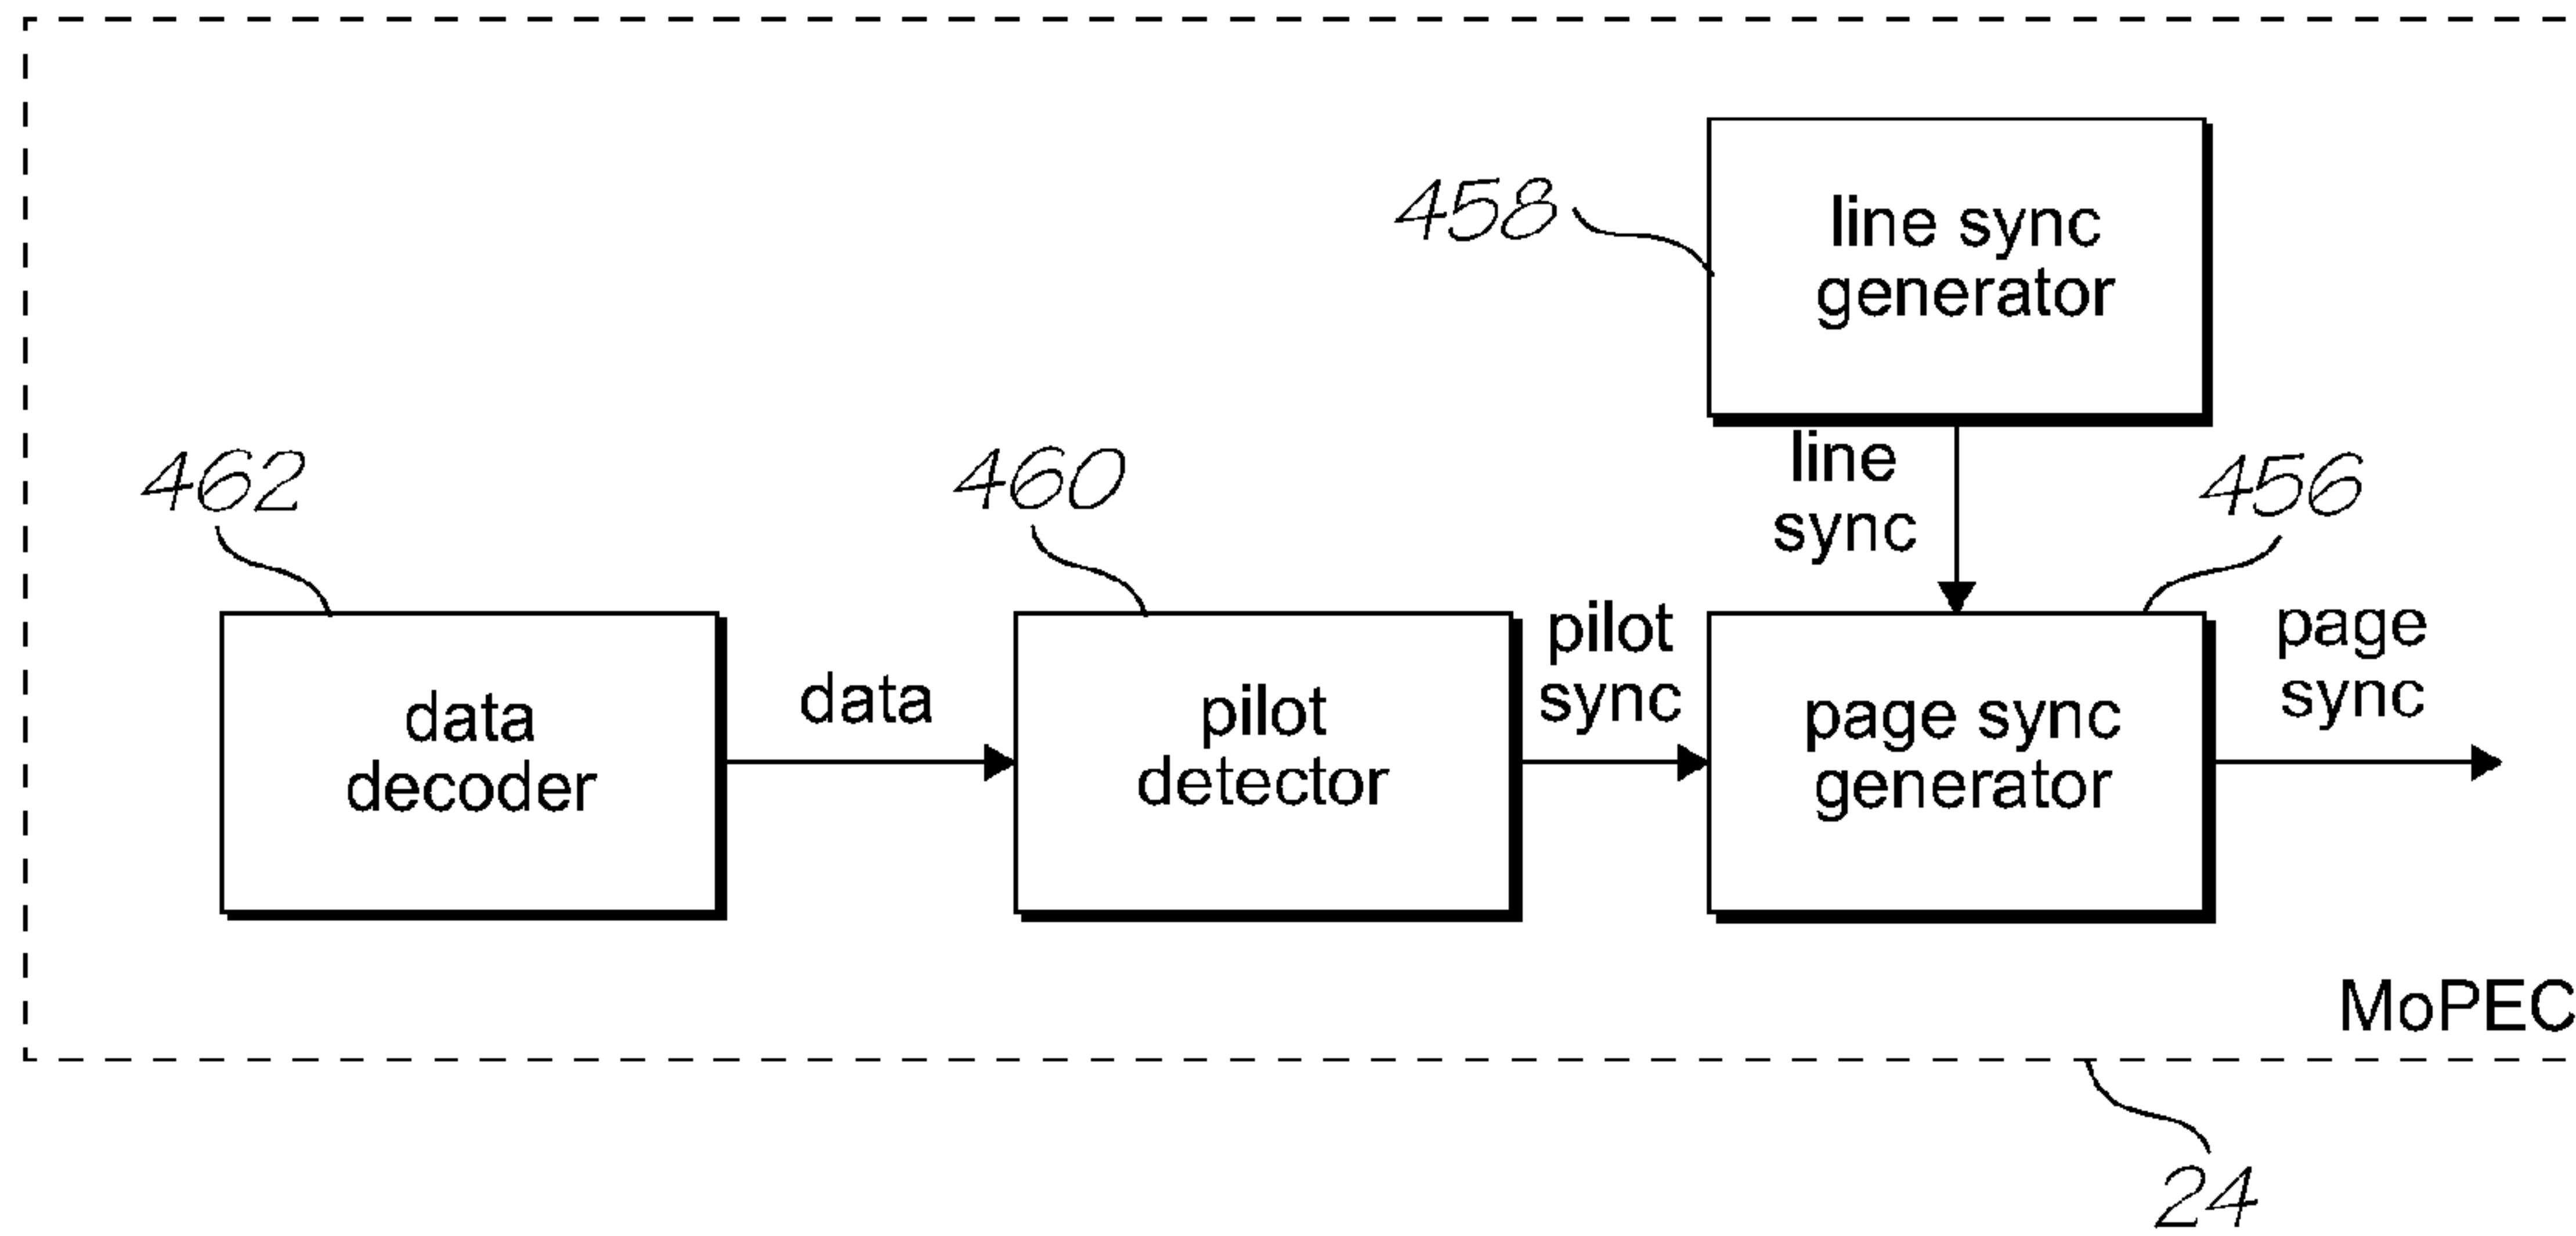 458
line sync
generator
line
sync
462
460
456
data
decoder
data
pilot
detector
pilot
sync
page sync
generator
page
sync
MoPEC
24